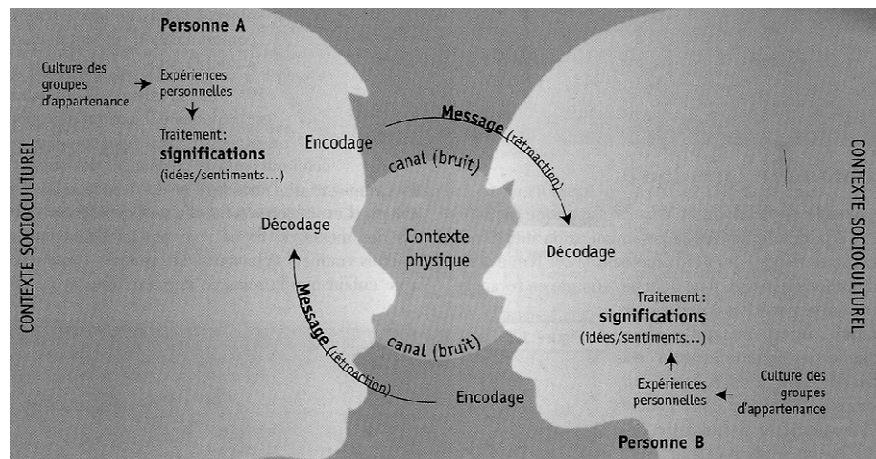 Personne A
Culture des
groupes
d'appartenance
Expériences
personnelles
Traitement :
significations
(idées/sentiments...)
CONTEXTE SOCIOCULTUREL
Encodage
Message (rétroaction)
canal (bruit)
Décodage
Contexte
physique
Décodage
CONTEXTE SOCIOCULTUREL
Message (rétroaction)
canal (bruit)
Encodage
Traitement :
significations
(idées/sentiments...)
Expériences
personnelles
Culture des
groupes
d'appartenance
Personne B